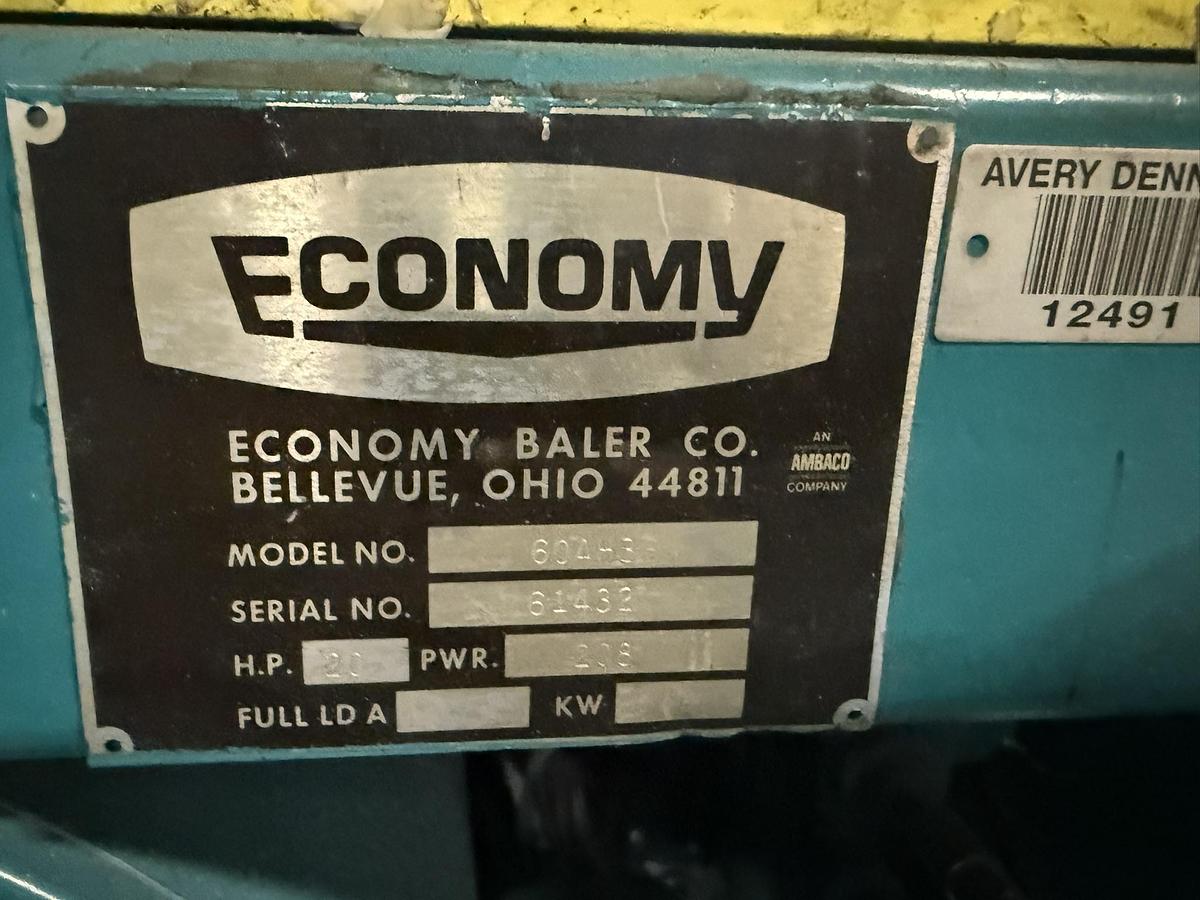 ECONOMY
ECONOMY BALER CO.
BELLEVUE, OHIO 44811
AN
AMBACO
COMPANY
MODEL NO.
SERIAL NO. 61432
H.P. 20 PWR. 208
FULL LD A KW
AVERY DENN
12491